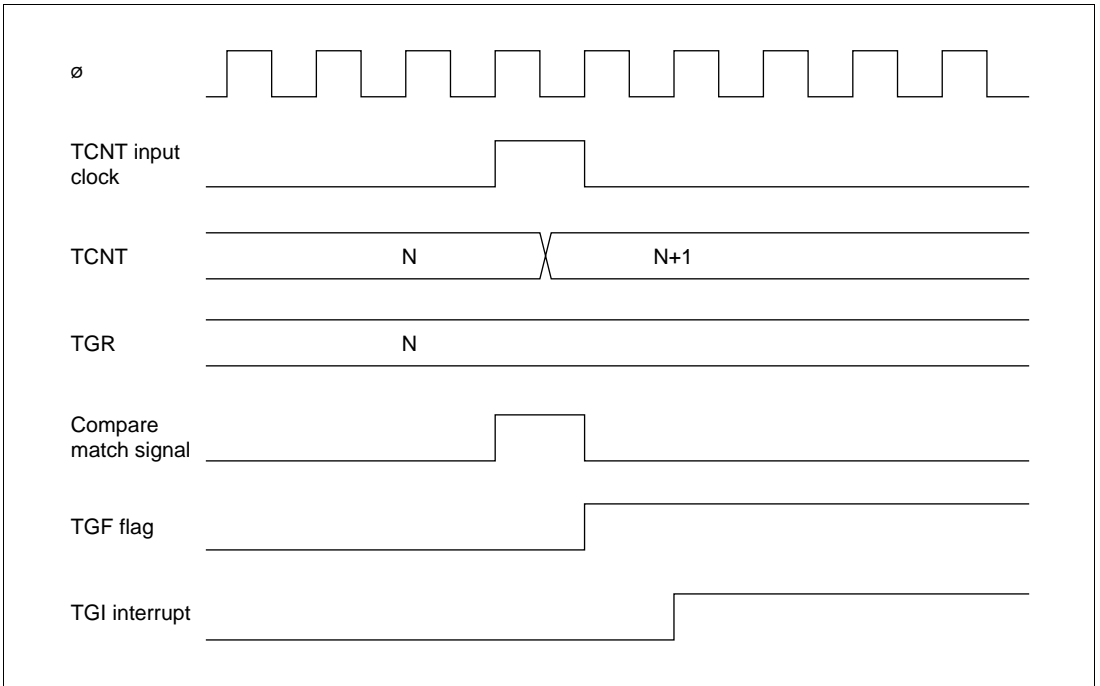 ø
TCNT input
clock
TCNT
N
N+1
TGR
N
Compare
match signal
TGF flag
TGI interrupt